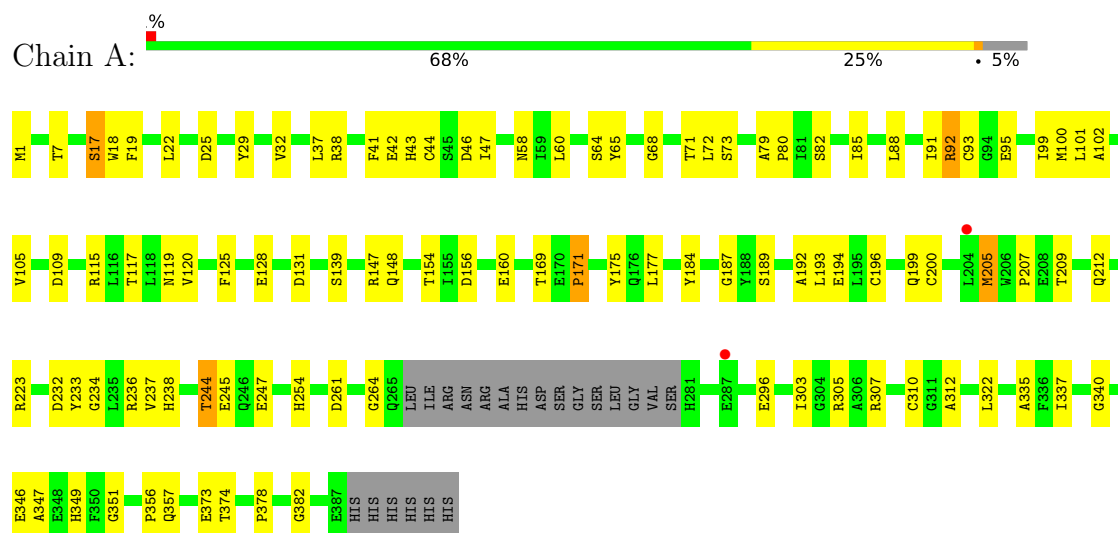 %
Chain A:
68% 25% • 5%
M1 T7 S17 W18 F19 L22 D25 Y29 V32 L37 R38 F41 E42 H43 C44 S45 D46 I47 N58 I59 L60 S64 Y65 G68 T71 L72 S73 A79 P80 I81 S82 I85 L88 I91 R92 C93 G94 E95 I99 M100 L101 A102
V105 D109 R115 L116 T117 L118 N119 V120 F125 E128 D131 S139 R147 Q148 T154 I155 D156 E160 T169 E170 P171 Y175 Q176 L177 Y184 G187 Y188 S189 A192 L193 E194 L195 C196 Q199 C200 L204 M205 W206 P207 E208 T209 Q212
R223 D232 Y233 G234 L235 R236 V237 H238 T244 E245 Q246 E247 H254 D261 G264 Q265 LEU ILE ARG ASN ARG ALA HIS ASP SER GLY SER LEU GLY VAL SER H281 E287 E296 I303 G304 R305 A306 R307 C310 G311 A312 L322 A335 F336 I337 G340
E346 A347 E348 H349 F350 G351 P356 Q357 E373 T374 P378 G382 E387 HIS HIS HIS HIS HIS HIS